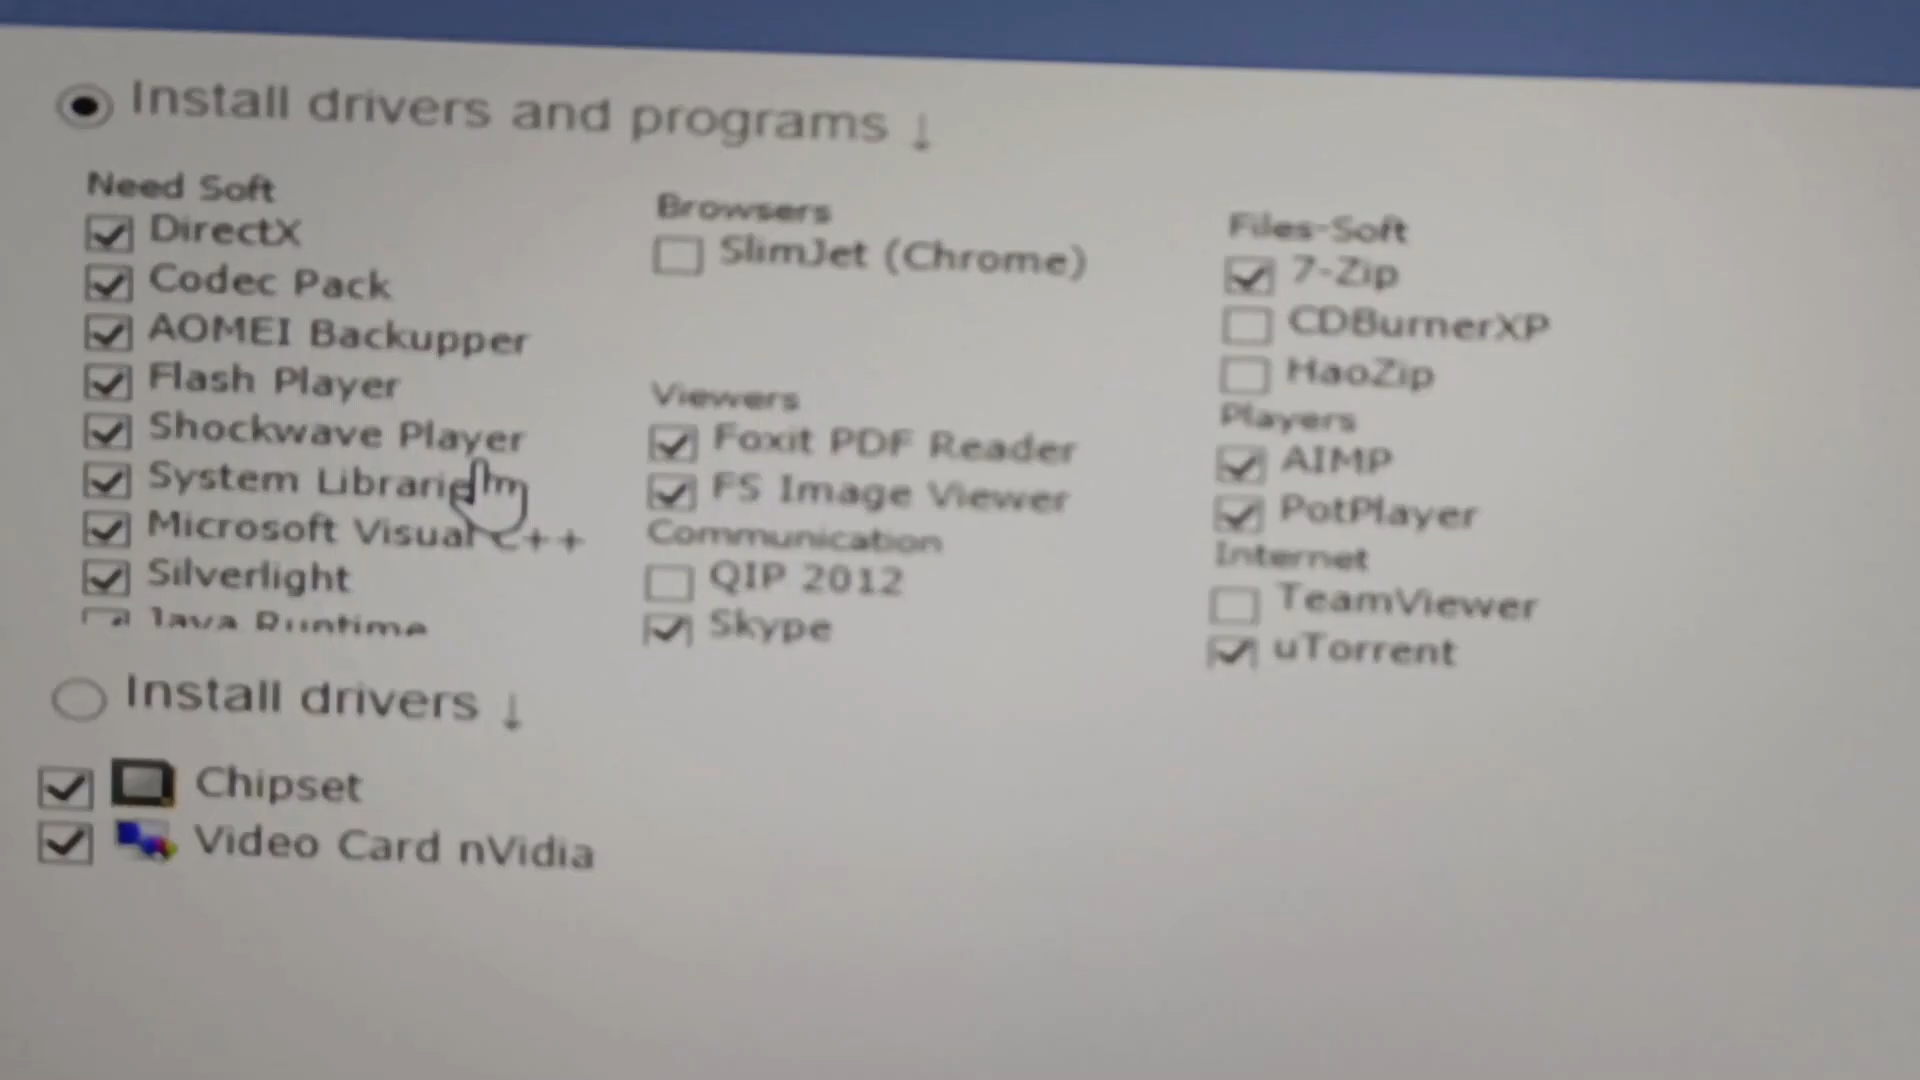 Install drivers and programs ↓
Need Soft
DirectX
Codec Pack
AOMEI Backupper
Flash Player
Shockwave Player
System Librarie
Microsoft Visual C++
Silverlight
Java Runtime
Browsers
SlimJet (Chrome)
Viewers
Foxit PDF Reader
FS Image Viewer
Communication
QIP 2012
Skype
Files-Soft
7-Zip
CDBurnerXP
HaoZip
Players
AIMP
PotPlayer
Internet
TeamViewer
uTorrent
Install drivers ↓
Chipset
Video Card nVidia